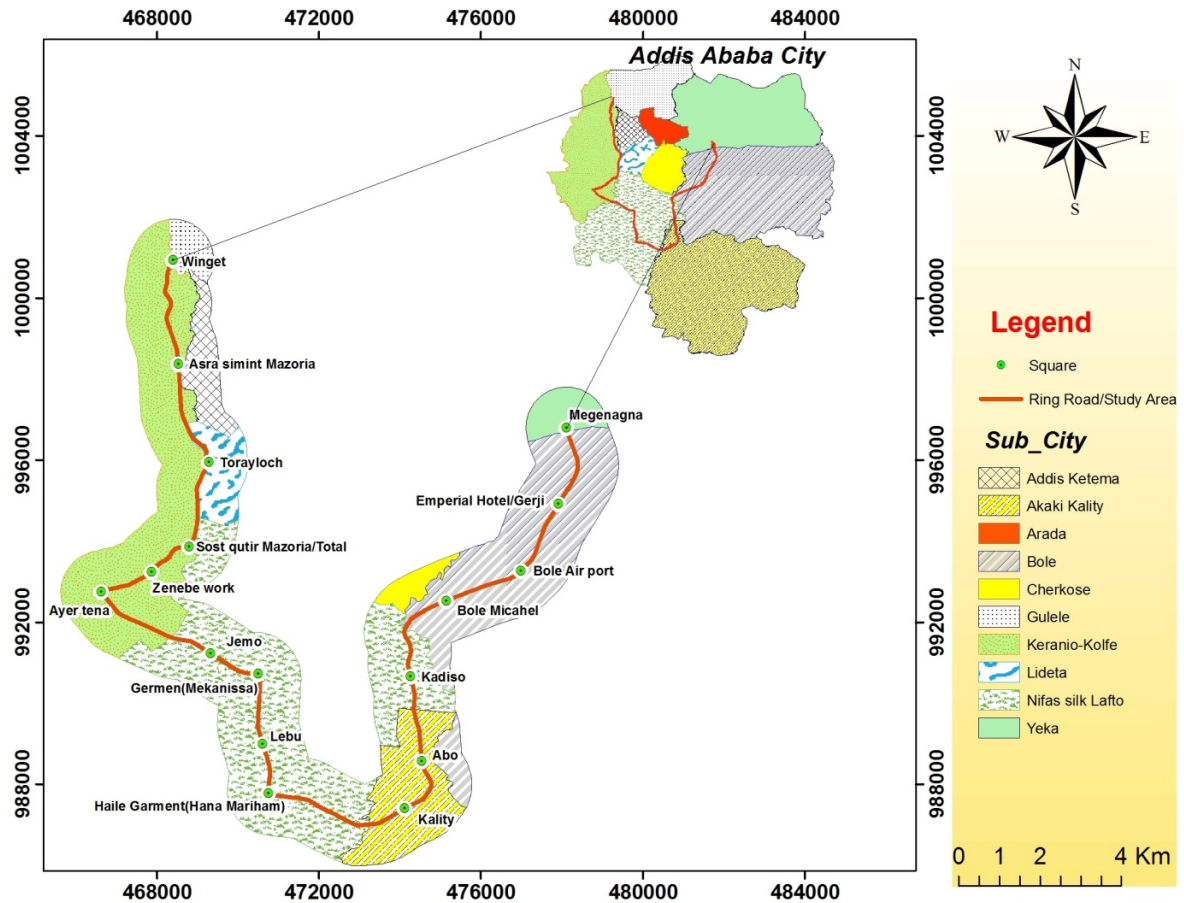 468000 472000 476000 480000 484000
Addis Ababa City
1004000
1004000
1000000
1000000
996000
996000
992000
992000
988000
988000
Winget
Asra simint Mazoria
Torayloch
Sost qutir Mazoria/Total
Zenebe work
Ayer tena
Jemo
Germen(Mekanissa)
Lebu
Haile Garment(Hana Mariham)
Megenagna
Emperial Hotel/Gerji
Bole Air port
Bole Micahel
Kadiso
Abo
Kality
468000 472000 476000 480000 484000
N
W
E
S
Legend
Square
Ring Road/Study Area
Sub_City
Addis Ketema
Akaki Kality
Arada
Bole
Cherkose
Gulele
Keranio-Kolfe
Lideta
Nifas silk Lafto
Yeka
0 1 2 4 Km